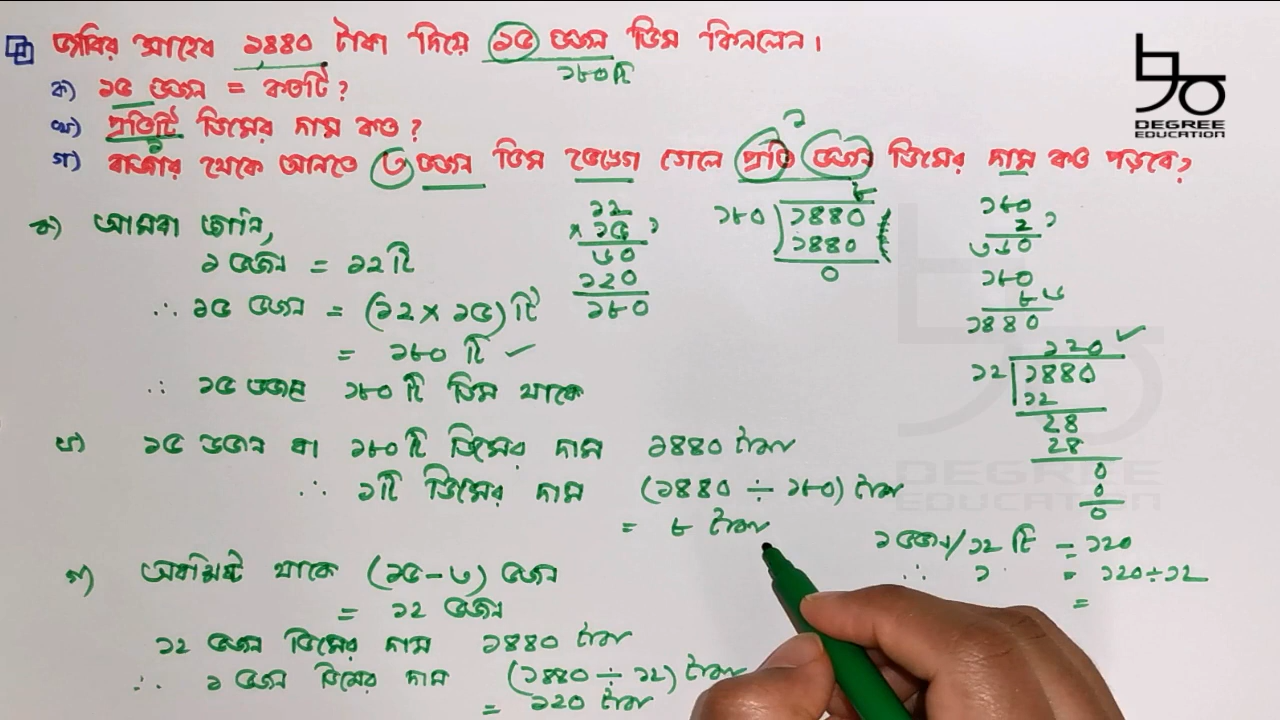 জাবির সাহেব ১৪৪০ টাকা দিয়ে ১৫ ডজন ডিম কিনলেন।
১৮০টি
ক) ১৫ ডজন = কতটি?
খ) প্রতিটি ডিমের দাম কত?
গ) বাজার থেকে আনতে ৩ ডজন ডিম ভেঙে গেলে প্রতি ডজন ডিমের দাম কত পড়বে?
DEGREE
EDUCATION
ক) আমরা জানি,
১ ডজন = ১২ টি
∴ ১৫ ডজন = (১২ × ১৫) টি
= ১৮০ টি
∴ ১৫ ডজনে ১৮০ টি ডিম থাকে
১২
× ১৫
৬০
১২০
১৮০
৮
১৮০ ) ১৪৪০
১৪৪০
০
১৮০
২
৩৬০
১৮০
৮
১৪৪০
১২০
১২ | ১৪৪০
১২
২৪
২৪
০
০
০
খ) ১৫ ডজন বা ১৮০ টি ডিমের দাম ১৪৪০ টাকা
∴ ১টি ডিমের দাম (১৪৪০ ÷ ১৮০) টাকা
= ৮ টাকা
DEGREE
EDUCATION
১ ডজন/১২ টি = ১২০
∴ ১ = ১২০÷১২
=
গ) অবশিষ্ট থাকে (১৫-৩) ডজন
= ১২ ডজন
১২ ডজন ডিমের দাম ১৪৪০ টাকা
∴ ১ ডজন ডিমের দাম (১৪৪০ ÷ ১২) টাকা
= ১২০ টাকা